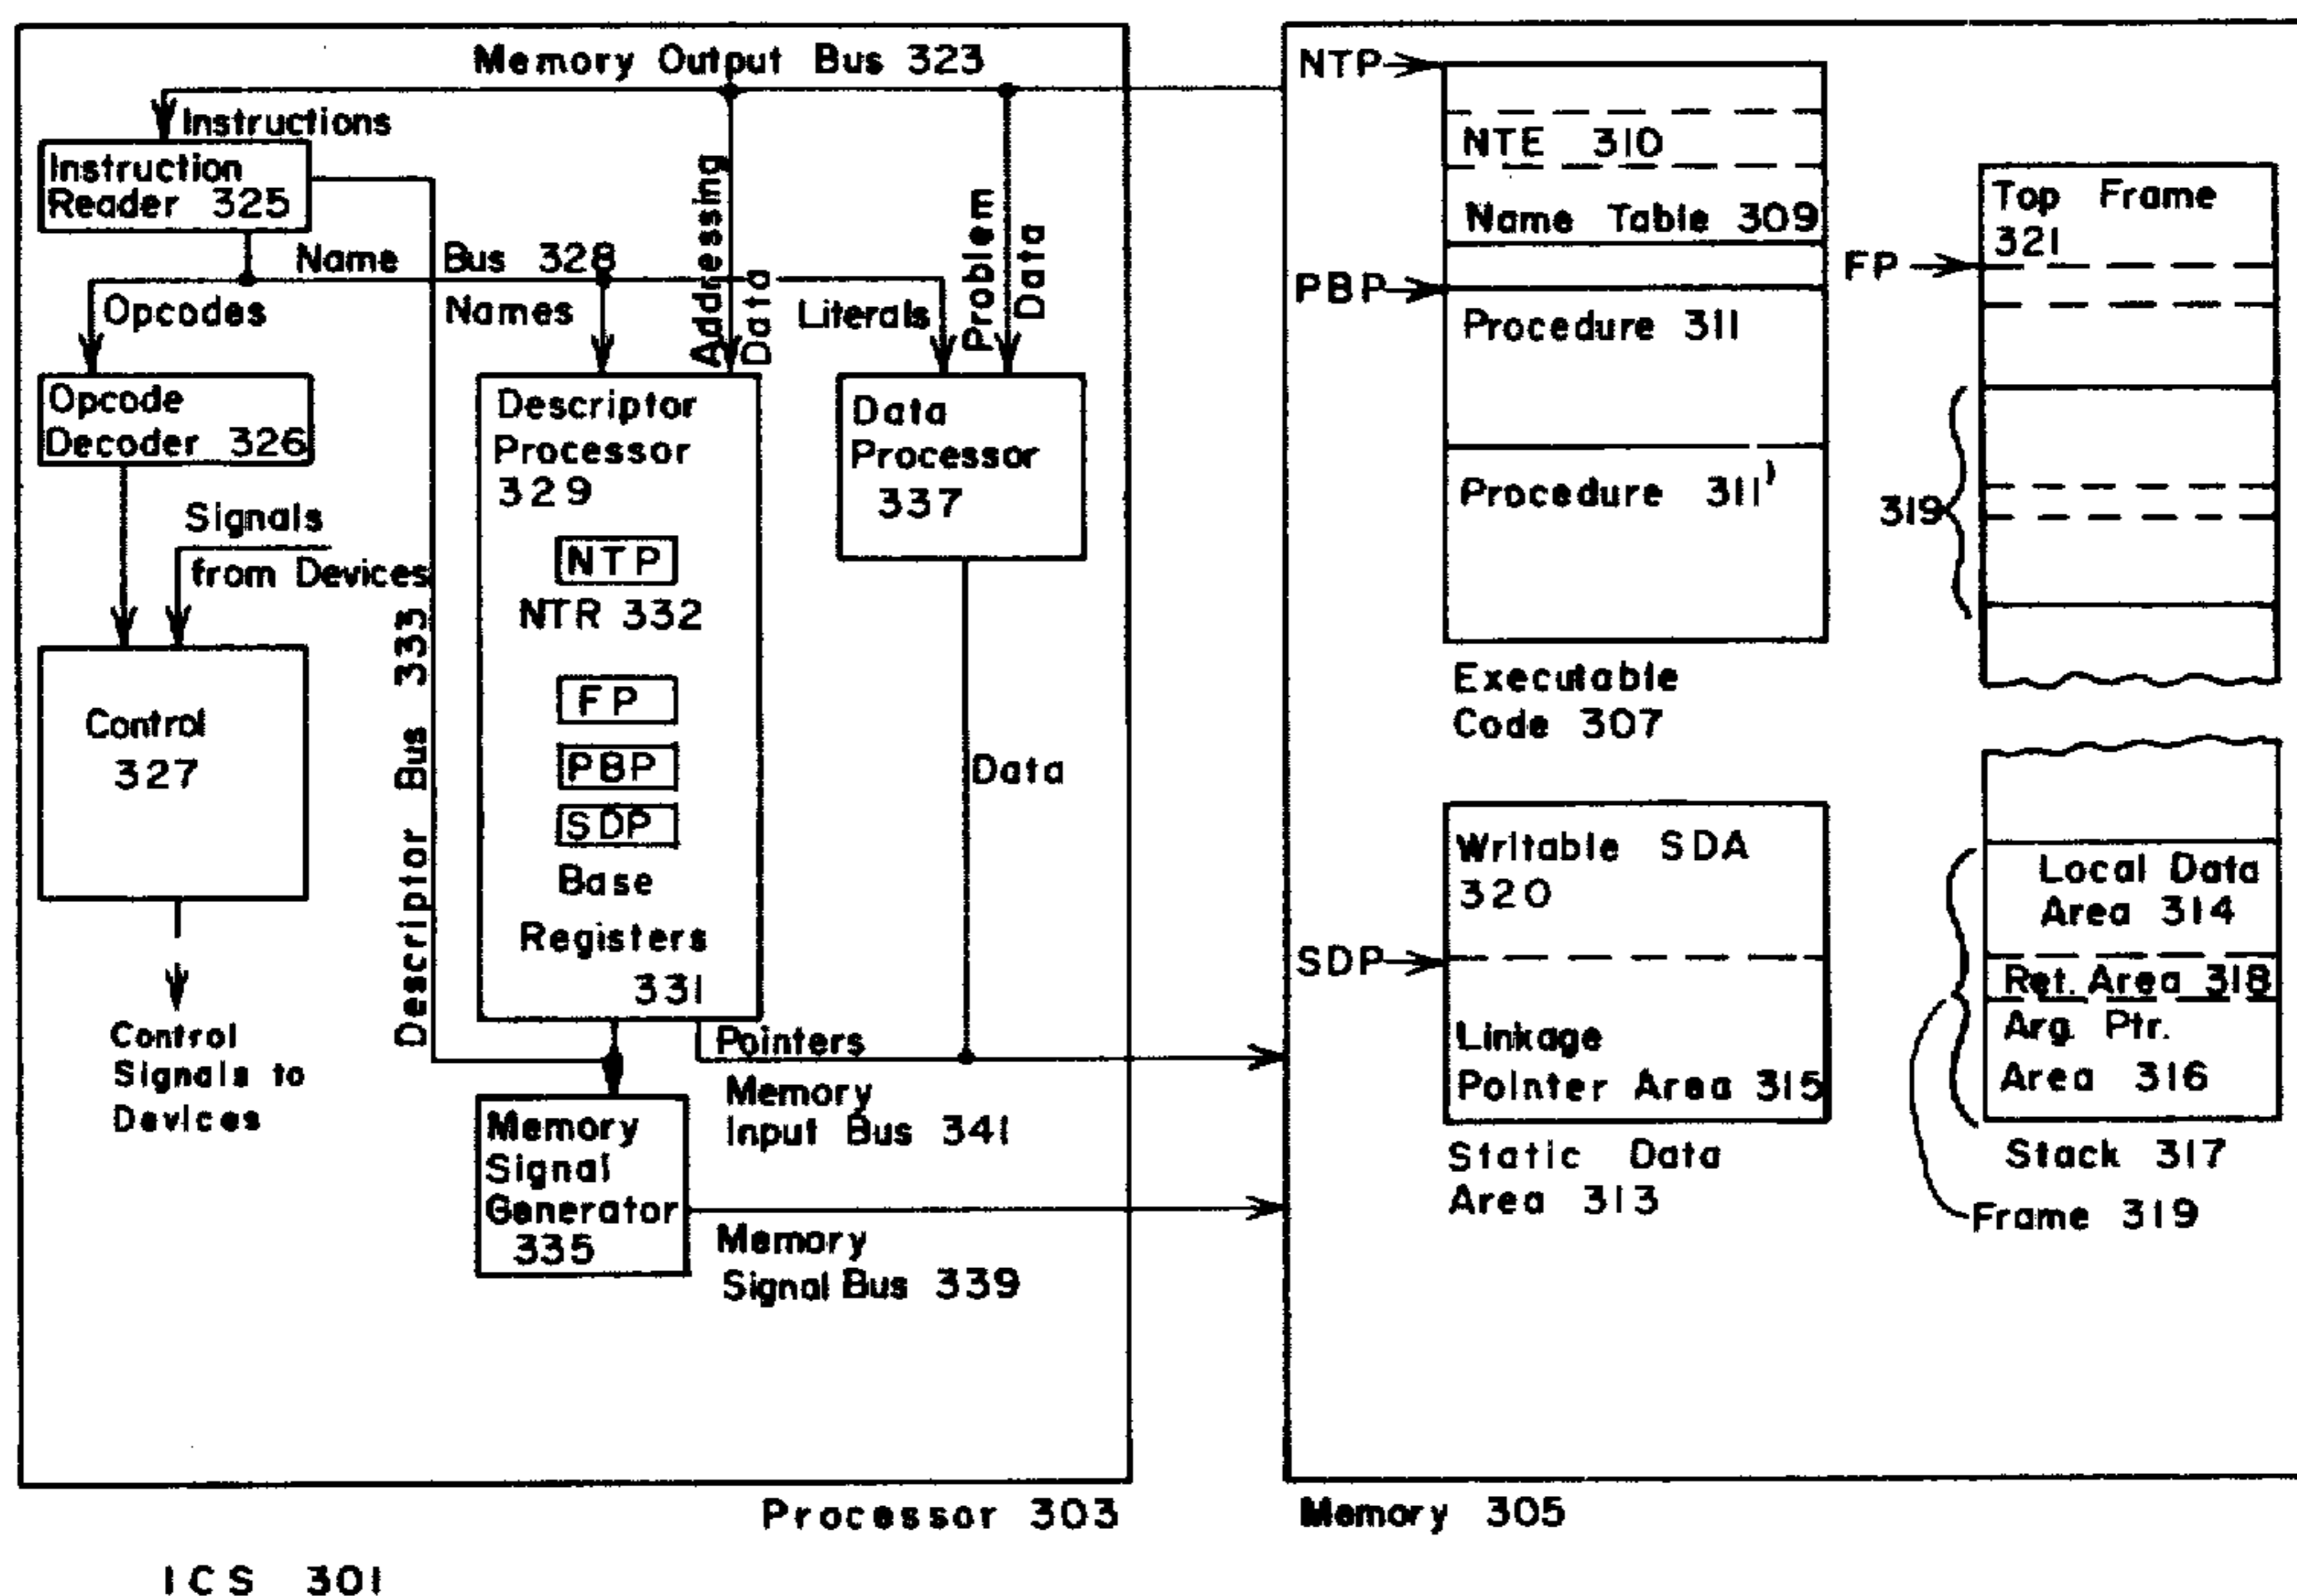 Memory Output Bus 323
Instructions
Instruction
Reader 325
Name Bus 328
Opcodes
Names
Addressing
Data
Literals
Problem
Data
Opcode
Decoder 326
Signals
from Devices
Control
327
Control
Signals to
Devices
Descriptor Bus 333
Descriptor
Processor
329
NTP
NTR 332
FP
PBP
SDP
Base
Registers
331
Data
Processor
337
Data
Pointers
Memory
Input Bus 341
Memory
Signal
Generator
335
Memory
Signal Bus 339
Processor 303
NTP
NTE 310
Name Table 309
PBP
Procedure 311
Procedure 311'
Executable
Code 307
Writable SDA
320
SDP
Linkage
Pointer Area 315
Static Data
Area 313
Top Frame
321
FP
319
Local Data
Area 314
Ret. Area 318
Arg. Ptr.
Area 316
Stack 317
Frame 319
Memory 305
ICS 301